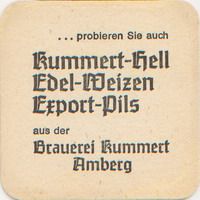 ...probieren Sie auch
Kummert-Hell
Edel-Weizen
Export-Pils
aus der
Brauerei Kummert
Amberg